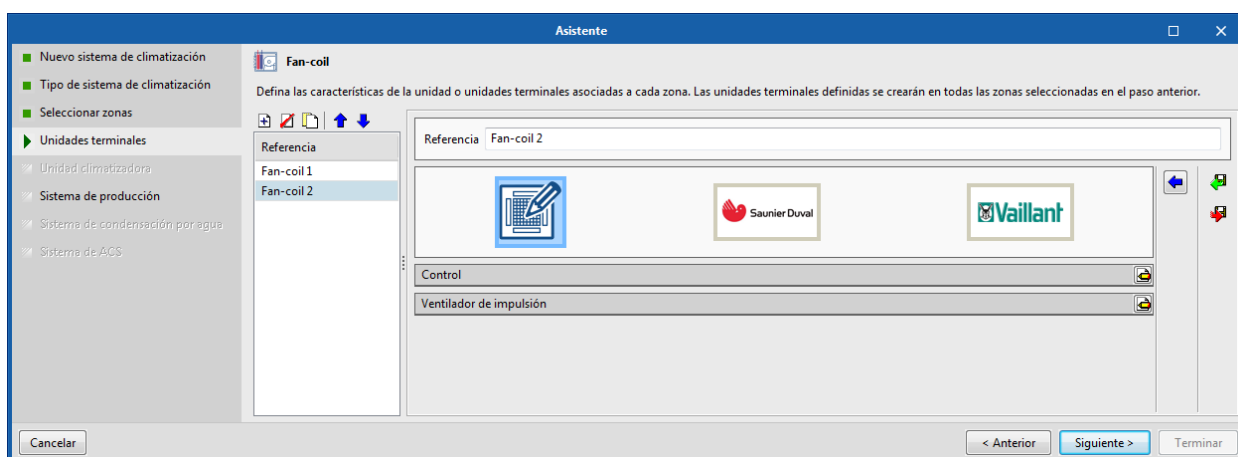 Asistente
Nuevo sistema de climatización
Tipo de sistema de climatización
Seleccionar zonas
Unidades terminales
Unidad climatizadora
Sistema de producción
Sistema de condensación por agua
Sistema de ACS
Fan-coil
Defina las características de la unidad o unidades terminales asociadas a cada zona. Las unidades terminales definidas se crearán en todas las zonas seleccionadas en el paso anterior.
Referencia
Fan-coil 1
Fan-coil 2
Referencia Fan-coil 2
Saunier Duval
Vaillant
Control
Ventilador de impulsión
Cancelar
< Anterior
Siguiente >
Terminar